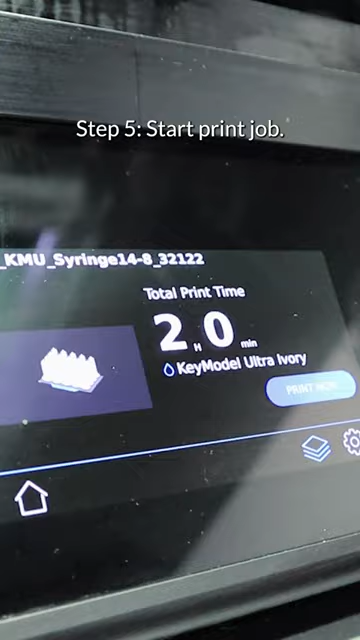 Step 5: Start print job.
_KMU_Syringe14-8_32122
Total Print Time
2 H 0 min
KeyModel Ultra Ivory
PRINT NOW